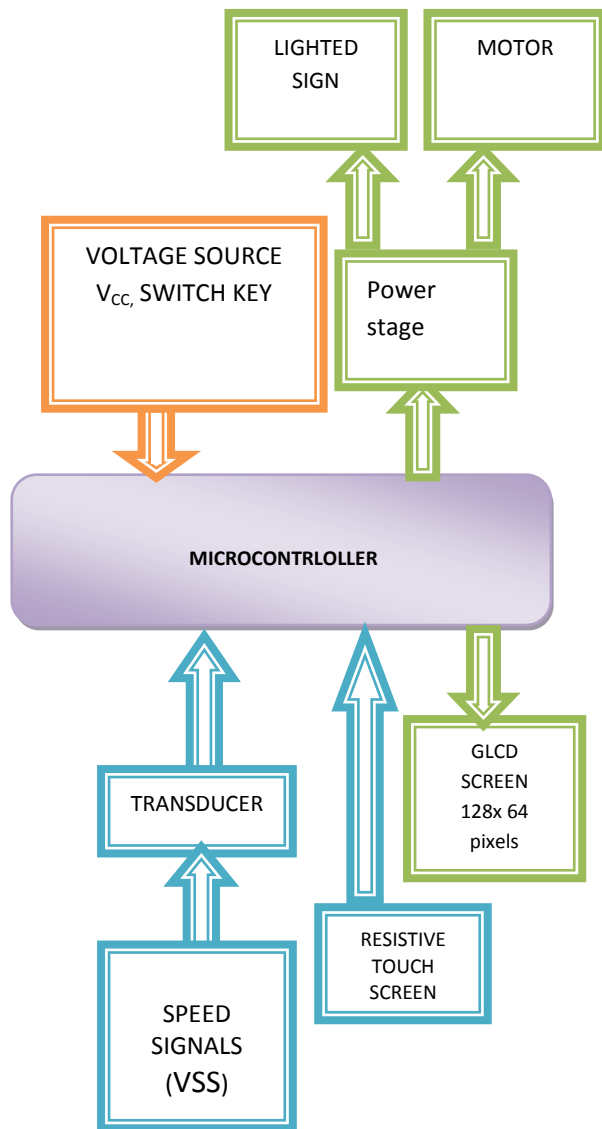 LIGHTED
SIGN
MOTOR
VOLTAGE SOURCE
VCC, SWITCH KEY
Power
stage
MICROCONTRLOLLER
TRANSDUCER
GLCD
SCREEN
128x 64
pixels
RESISTIVE
TOUCH
SCREEN
SPEED
SIGNALS
(VSS)